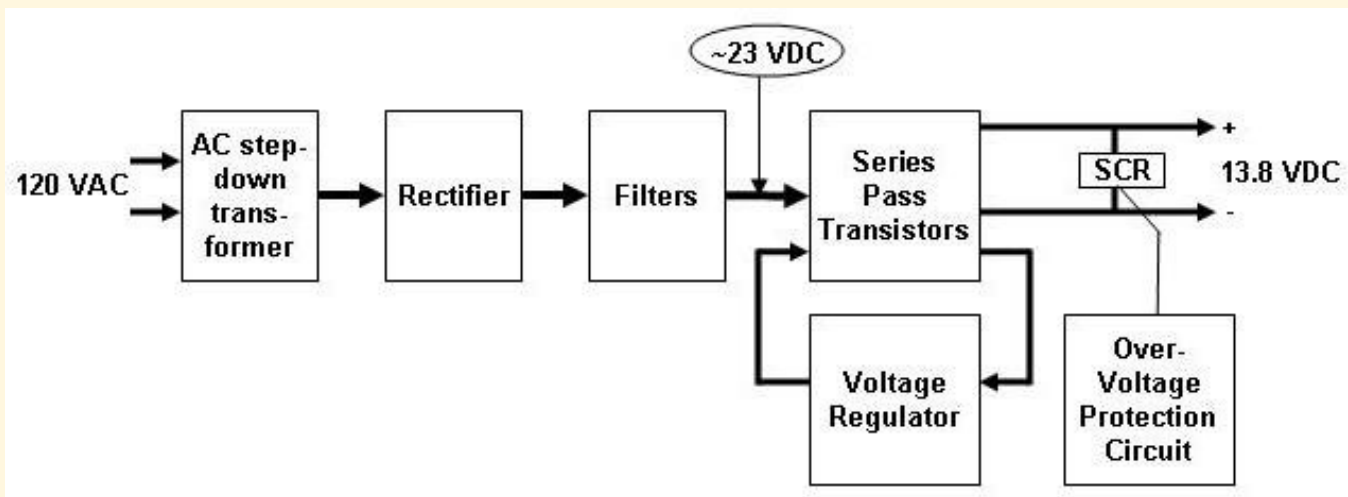 ~23 VDC
120 VAC
AC step-
down
trans-
former
Rectifier
Filters
Series
Pass
Transistors
+
SCR
13.8 VDC
-
Voltage
Regulator
Over-
Voltage
Protection
Circuit